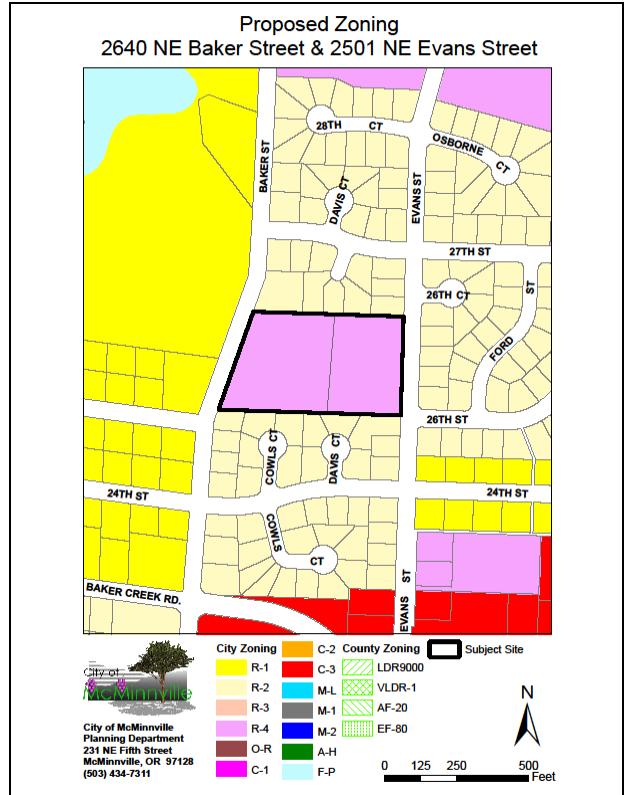 Proposed Zoning
2640 NE Baker Street & 2501 NE Evans Street
28TH CT
OSBORNE CT
BAKER ST
DAVIS CT
EVANS ST
27TH ST
26TH CT
ST
FORD
26TH ST
COWLS CT
DAVIS CT
24TH ST
24TH ST
COWLS
CT
EVANS ST
BAKER CREEK RD.
City of
McMinnville
City of McMinnville
Planning Department
231 NE Fifth Street
McMinnville, OR 97128
(503) 434-7311
City Zoning
R-1
R-2
R-3
R-4
O-R
C-1
C-2
C-3
M-L
M-1
M-2
A-H
F-P
County Zoning
LDR9000
VLDR-1
AF-20
EF-80
Subject Site
N
0 125 250 500
Feet